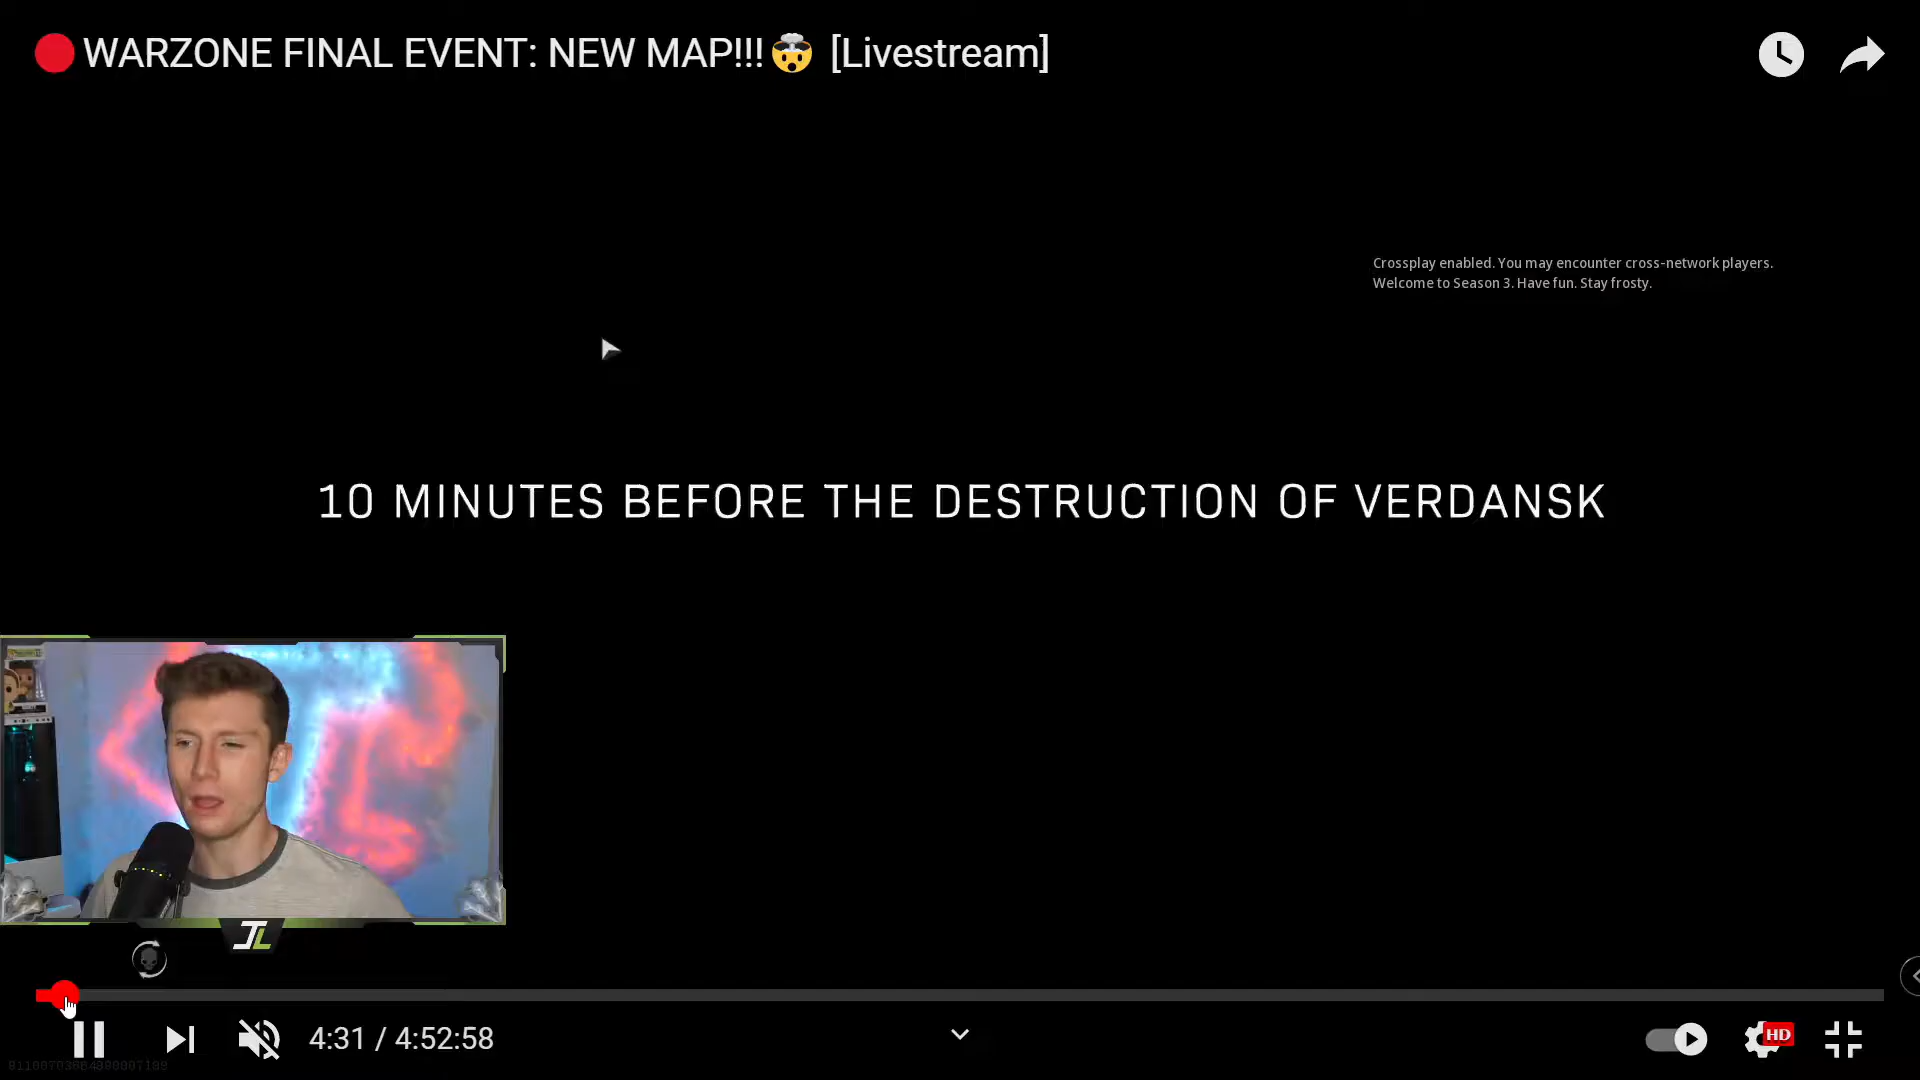 WARZONE FINAL EVENT: NEW MAP!!!🤯 [Livestream]
Crossplay enabled. You may encounter cross-network players.
Welcome to Season 3. Have fun. Stay frosty.
10 MINUTES BEFORE THE DESTRUCTION OF VERDANSK
JL
4:31 / 4:52:58
HD